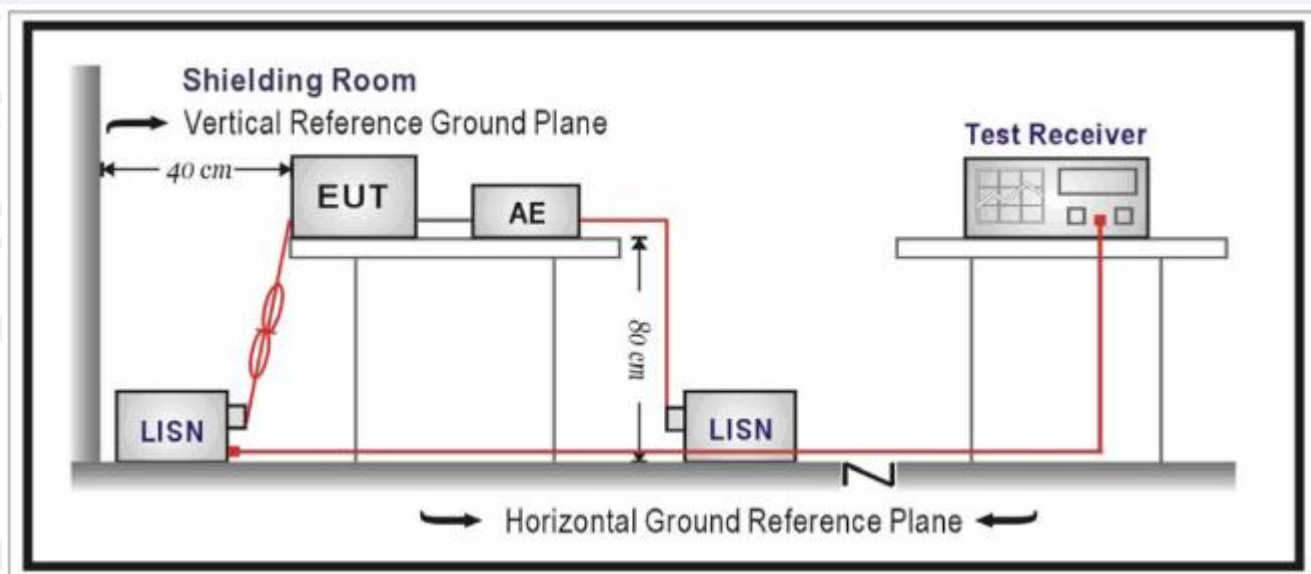 Shielding Room
Vertical Reference Ground Plane
40 cm
EUT
AE
Test Receiver
80 cm
LISN
LISN
Horizontal Ground Reference Plane